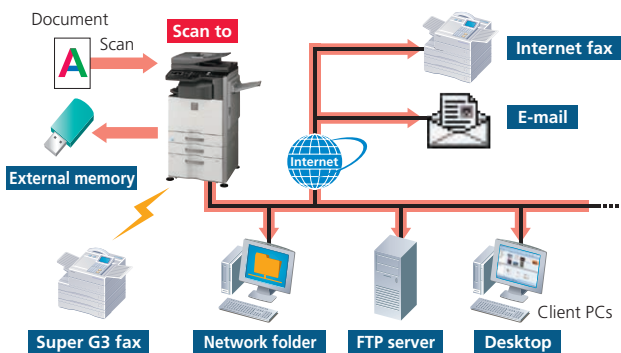 Document
Scan to
Scan
A
Internet fax
E-mail
Internet
External memory
Client PCs
Super G3 fax
Network folder
FTP server
Desktop